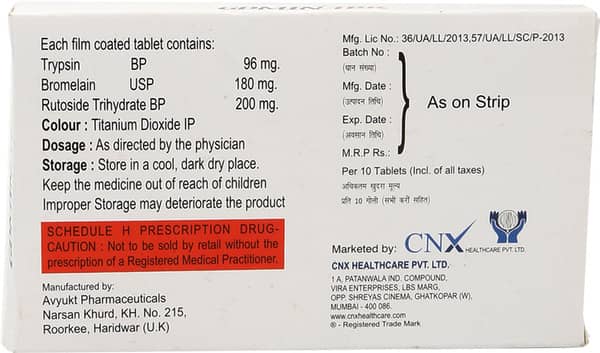 Each film coated tablet contains:
Trypsin BP 96 mg.
Bromelain USP 180 mg.
Rutoside Trihydrate BP 200 mg.
Colour : Titanium Dioxide IP
Dosage : As directed by the physician
Storage : Store in a cool, dark dry place.
Keep the medicine out of reach of children
Improper Storage may deteriorate the product
SCHEDULE H PRESCRIPTION DRUG-
CAUTION : Not to be sold by retail without the
prescription of a Registered Medical Practitioner.
Manufactured by:
Avyukt Pharmaceuticals
Narsan Khurd, KH. No. 215,
Roorkee, Haridwar (U.K)
Mfg. Lic No.: 36/UA/LL/2013,57/UA/LL/SC/P-2013
Batch No :
(घान संख्या)
Mfg. Date :
(उत्पादन तिथि)
Exp. Date :
(अवसान तिथि)
M.R.P Rs.:
As on Strip
Per 10 Tablets (Incl. of all taxes)
अधिकतम खुदरा मूल्य
प्रति 10 गोली (सभी करों सहित)
Marketed by: CNX HEALTHCARE PVT. LTD.
CNX HEALTHCARE PVT. LTD.
1 A, PATANWALA IND. COMPOUND,
VIRA ENTERPRISES, LBS MARG,
OPP. SHREYAS CINEMA, GHATKOPAR (W),
MUMBAI - 400 086.
www.cnxhealthcare.com
® - Registered Trade Mark